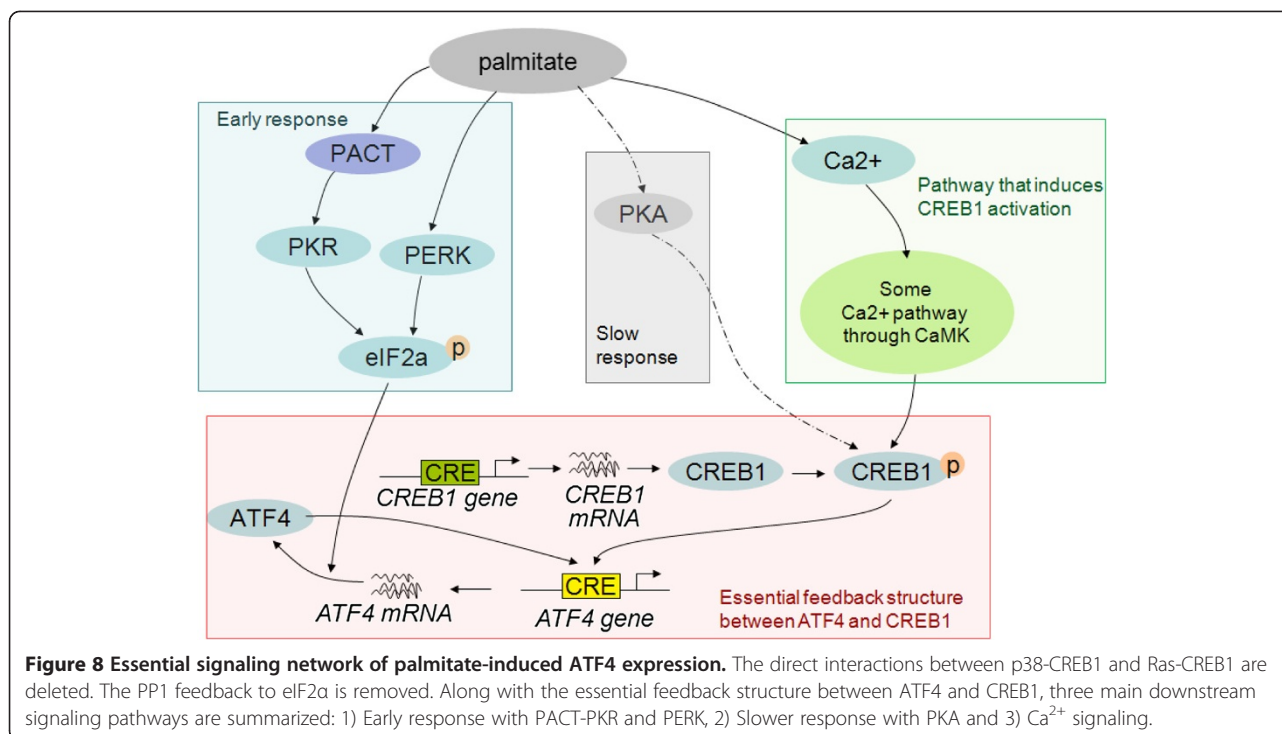 palmitate
Early response
PACT
PKR
PERK
eIF2a
p
PKA
Slow
response
Ca2+
Pathway that induces
CREB1 activation
Some
Ca2+ pathway
through CaMK
CRE
CREB1 gene
CREB1
mRNA
CREB1
CREB1
p
ATF4
ATF4 mRNA
CRE
ATF4 gene
Essential feedback structure
between ATF4 and CREB1
Figure 8 Essential signaling network of palmitate-induced ATF4 expression. The direct interactions between p38-CREB1 and Ras-CREB1 are
deleted. The PP1 feedback to eIF2α is removed. Along with the essential feedback structure between ATF4 and CREB1, three main downstream
signaling pathways are summarized: 1) Early response with PACT-PKR and PERK, 2) Slower response with PKA and 3) Ca²⁺ signaling.